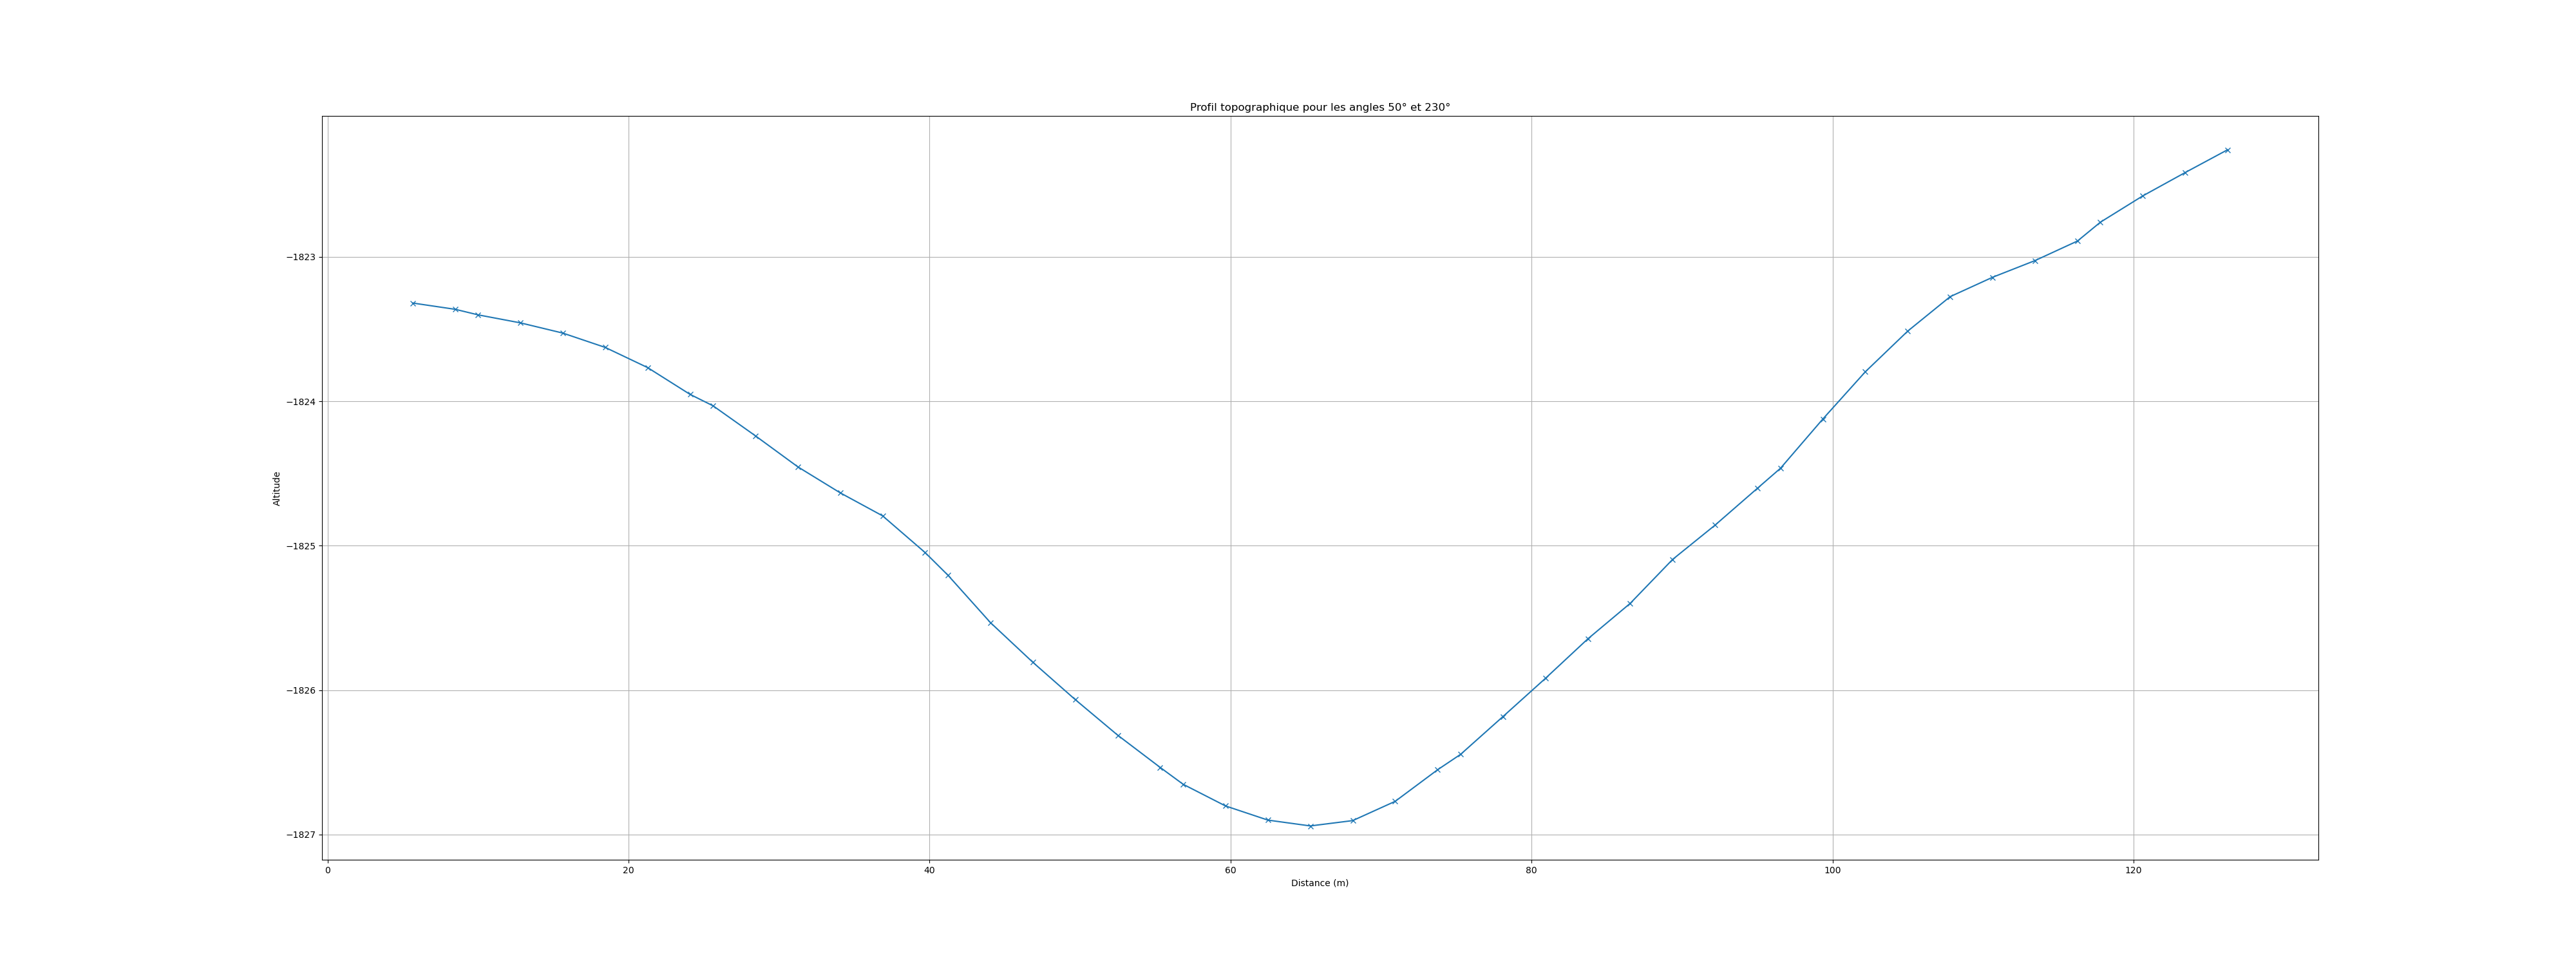 Profil topographique pour les angles 50° et 230°
−1823
−1824
−1825
−1826
−1827
Altitude
0 20 40 60 80 100 120
Distance (m)